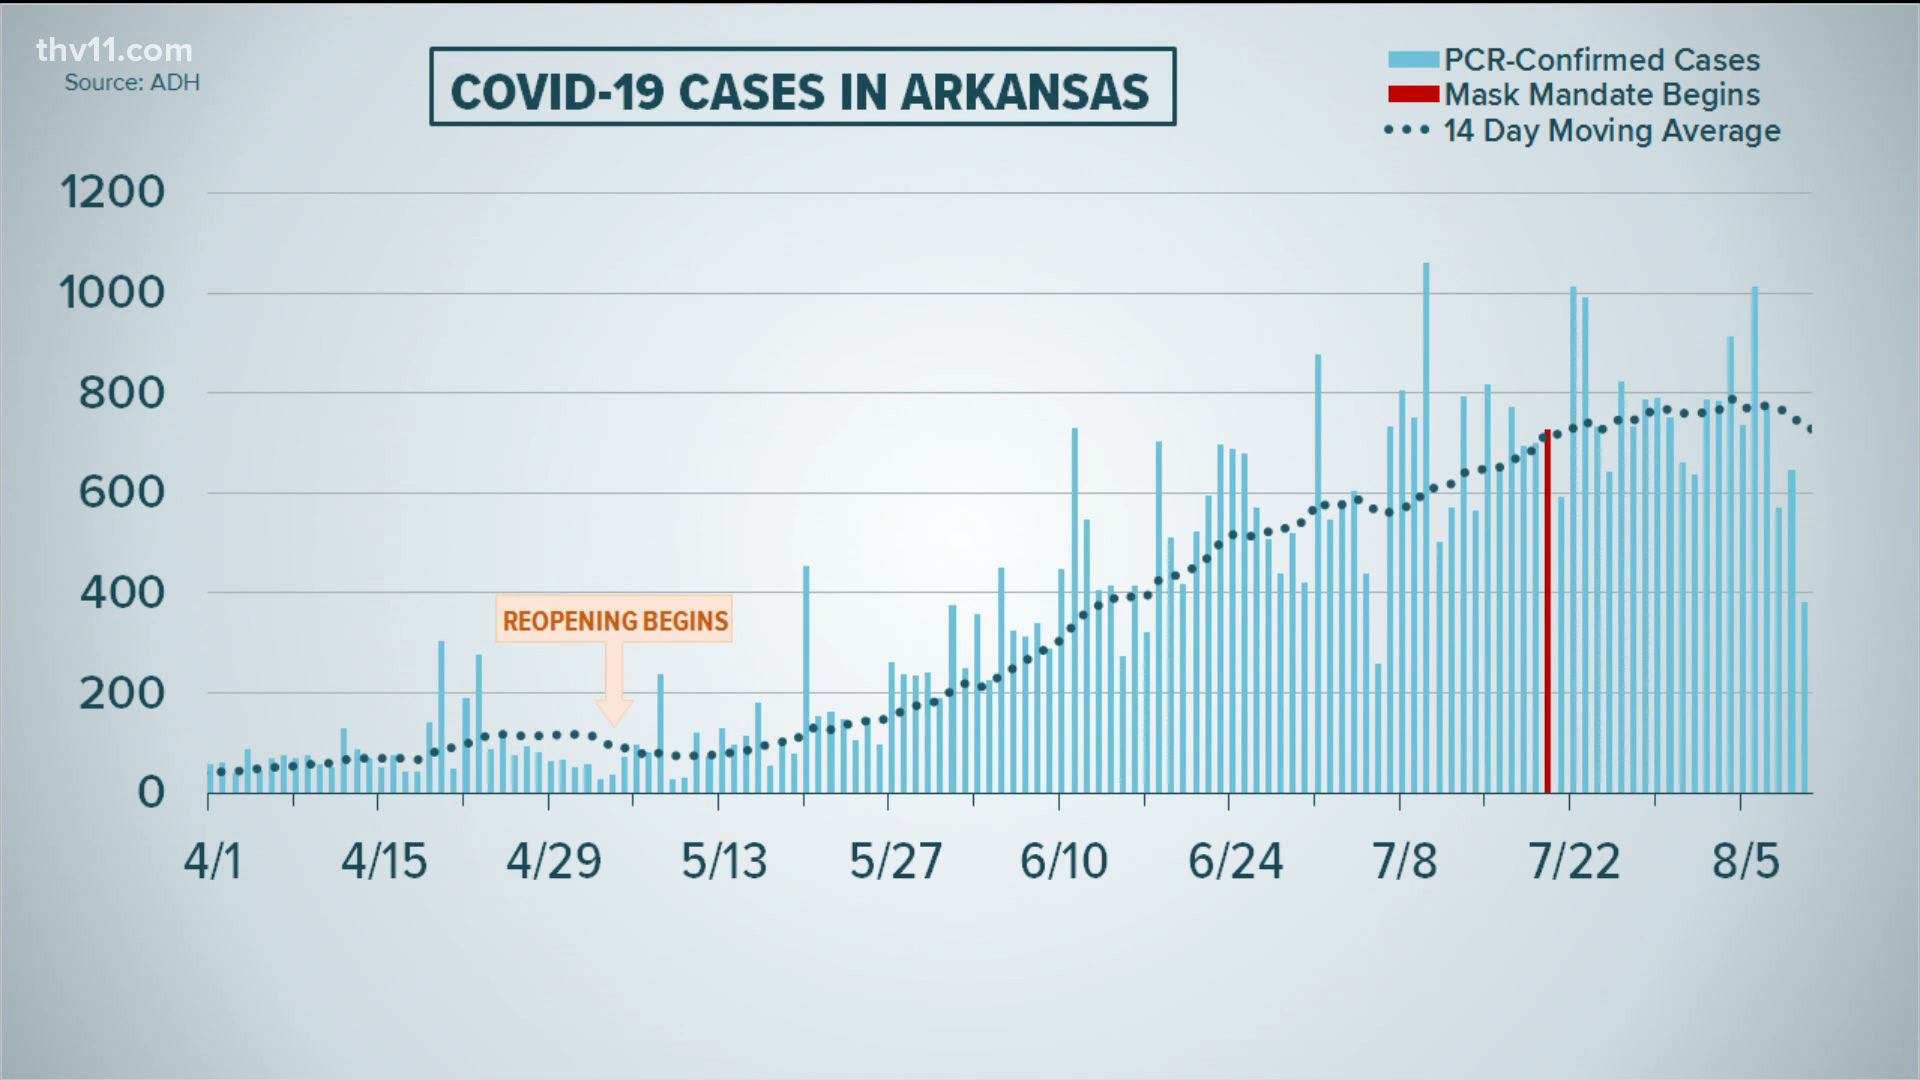 thv11.com
Source: ADH
COVID-19 CASES IN ARKANSAS
PCR-Confirmed Cases
Mask Mandate Begins
14 Day Moving Average
1200
1000
800
600
400
200
0
REOPENING BEGINS
4/1 4/15 4/29 5/13 5/27 6/10 6/24 7/8 7/22 8/5